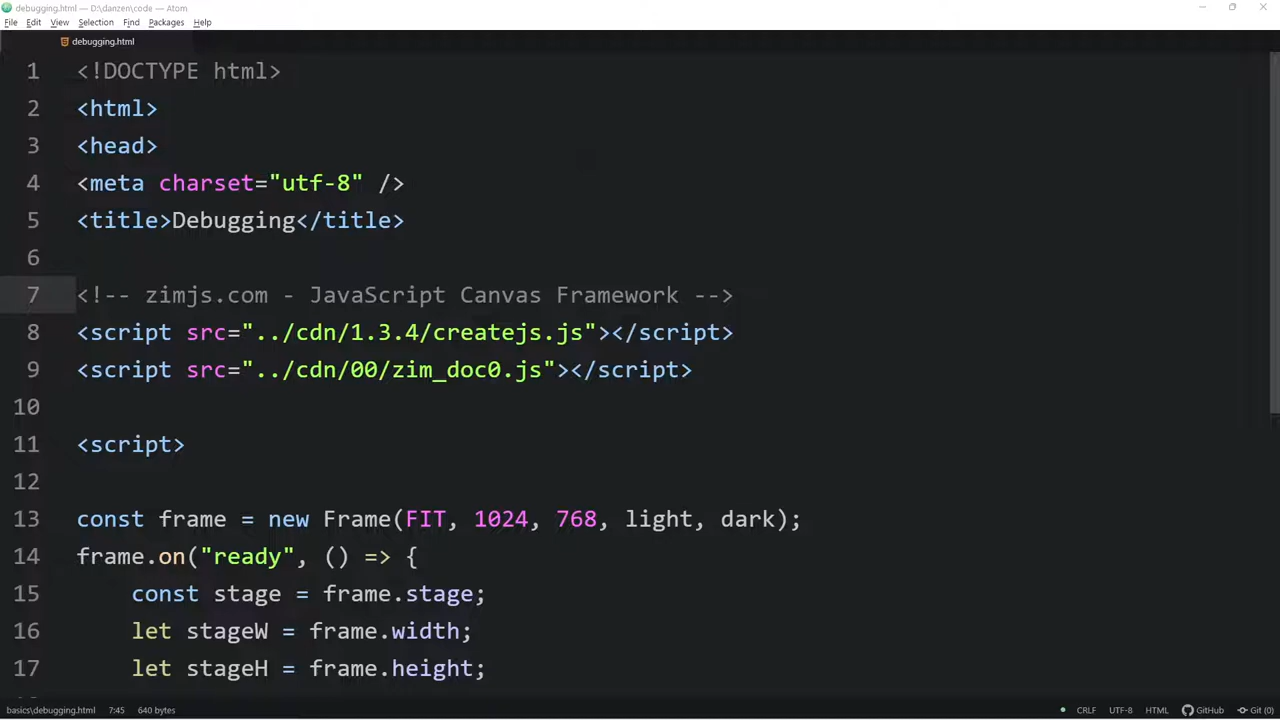 debugging.html — D:\danzen\code — Atom
File Edit View Selection Find Packages Help
debugging.html
1 <!DOCTYPE html>
2 <html>
3 <head>
4 <meta charset="utf-8" />
5 <title>Debugging</title>
6
7 <!-- zimjs.com - JavaScript Canvas Framework -->
8 <script src="../cdn/1.3.4/createjs.js"></script>
9 <script src="../cdn/00/zim_doc0.js"></script>
10
11 <script>
12
13 const frame = new Frame(FIT, 1024, 768, light, dark);
14 frame.on("ready", () => {
15 const stage = frame.stage;
16 let stageW = frame.width;
17 let stageH = frame.height;
basics\debugging.html 7:45 640 bytes CRLF UTF-8 HTML GitHub Git (0)